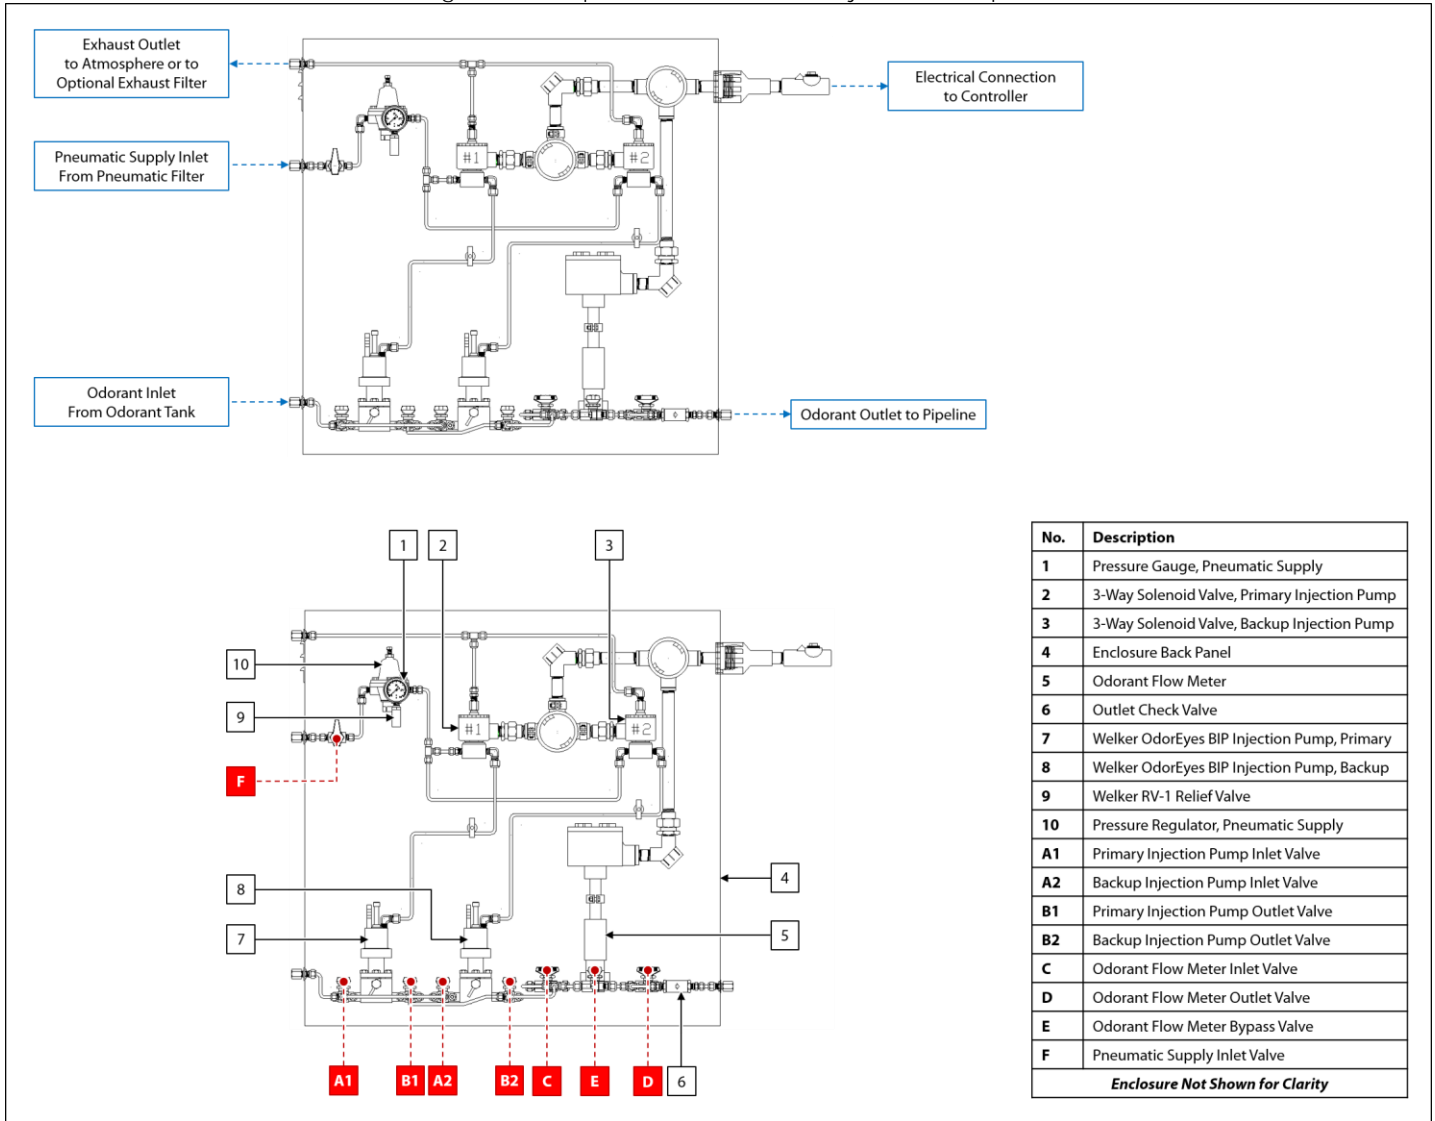 Exhaust Outlet
to Atmosphere or to
Optional Exhaust Filter
Electrical Connection
to Controller
Pneumatic Supply Inlet
From Pneumatic Filter
#1
#2
Odorant Inlet
From Odorant Tank
Odorant Outlet to Pipeline
1
2
3
10
9
#1
#2
F
8
7
4
5
A1
B1
A2
B2
C
E
D
6
No. Description
1 Pressure Gauge, Pneumatic Supply
2 3-Way Solenoid Valve, Primary Injection Pump
3 3-Way Solenoid Valve, Backup Injection Pump
4 Enclosure Back Panel
5 Odorant Flow Meter
6 Outlet Check Valve
7 Welker OdorEyes BIP Injection Pump, Primary
8 Welker OdorEyes BIP Injection Pump, Backup
9 Welker RV-1 Relief Valve
10 Pressure Regulator, Pneumatic Supply
A1 Primary Injection Pump Inlet Valve
A2 Backup Injection Pump Inlet Valve
B1 Primary Injection Pump Outlet Valve
B2 Backup Injection Pump Outlet Valve
C Odorant Flow Meter Inlet Valve
D Odorant Flow Meter Outlet Valve
E Odorant Flow Meter Bypass Valve
F Pneumatic Supply Inlet Valve
Enclosure Not Shown for Clarity